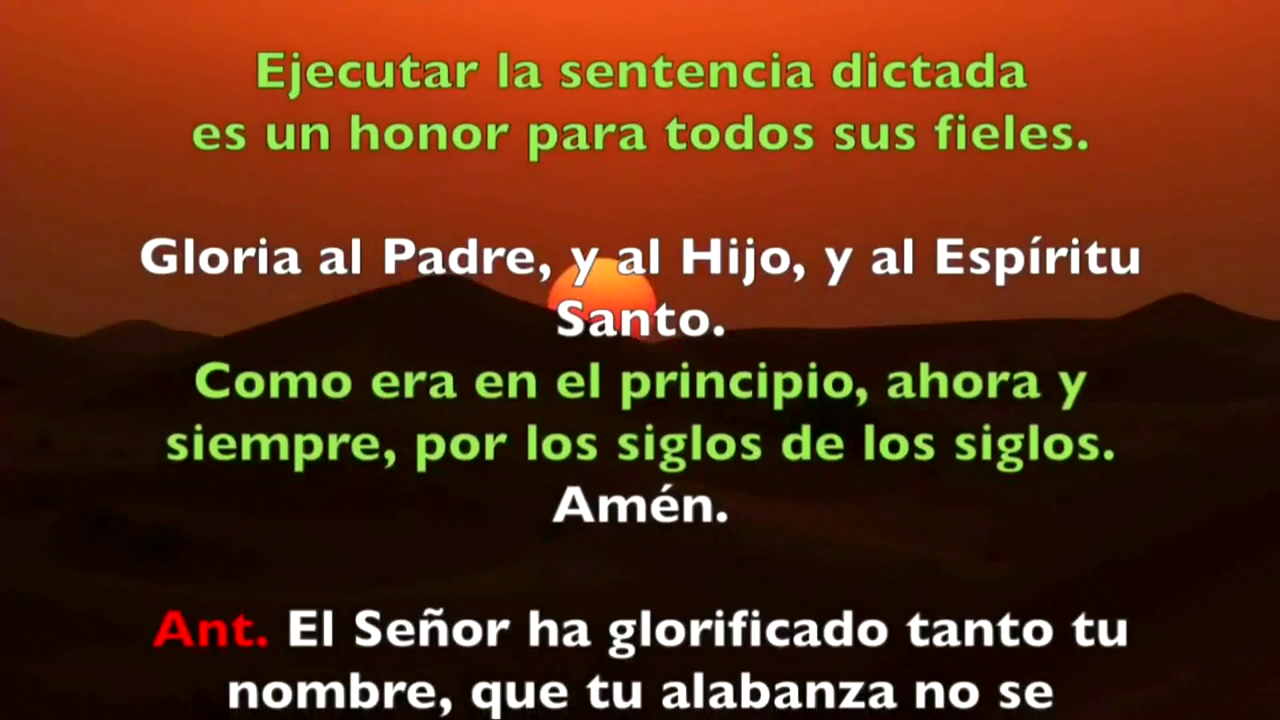 Ejecutar la sentencia dictada
es un honor para todos sus fieles.
Gloria al Padre, y al Hijo, y al Espíritu
Santo.
Como era en el principio, ahora y
siempre, por los siglos de los siglos.
Amén.
Ant. El Señor ha glorificado tanto tu
nombre, que tu alabanza no se